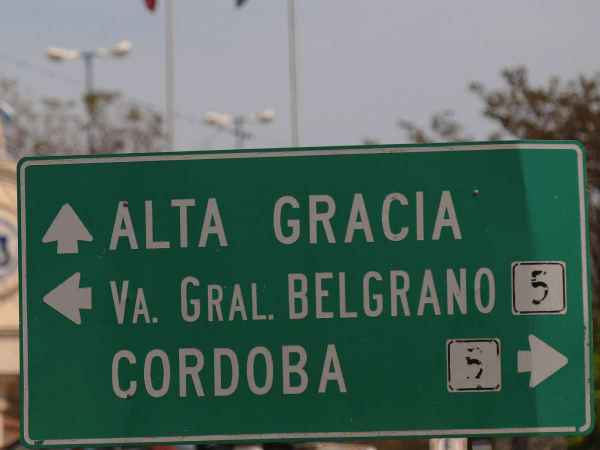 ALTA GRACIA
VA. GRAL. BELGRANO 5
CORDOBA 5